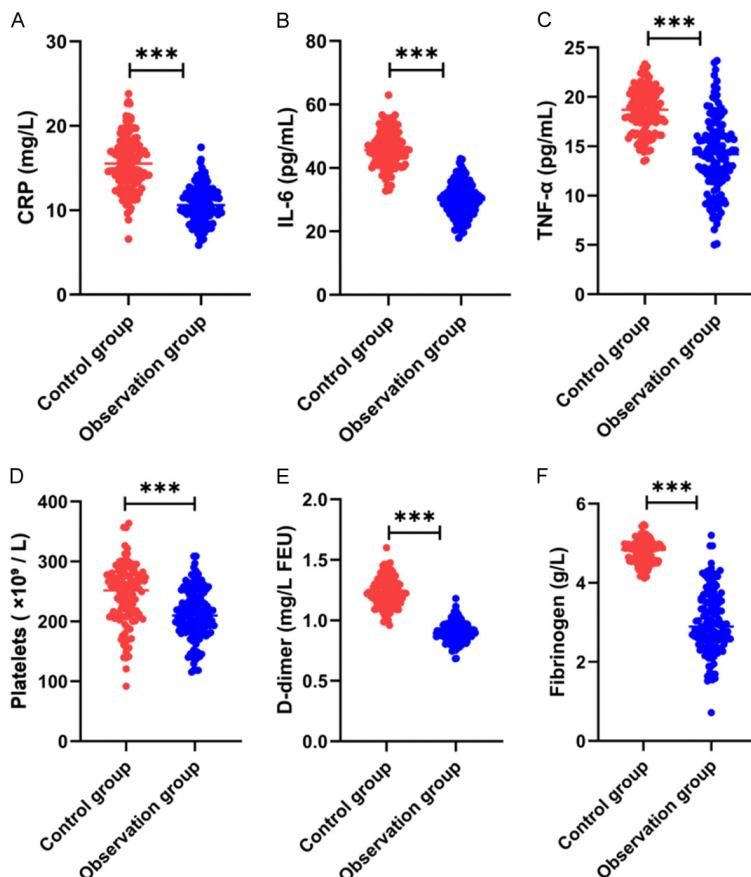 A
***
CRP (mg/L)
30
20
10
0
Control group
Observation group
B
***
IL-6 (pg/mL)
80
60
40
20
0
Control group
Observation group
C
***
TNF-α (pg/mL)
25
20
15
10
5
0
Control group
Observation group
D
***
Platelets ( ×10⁹ / L)
400
300
200
100
0
Control group
Observation group
E
***
D-dimer (mg/L FEU)
2.0
1.5
1.0
0.5
0.0
Control group
Observation group
F
***
Fibrinogen (g/L)
6
4
2
0
Control group
Observation group